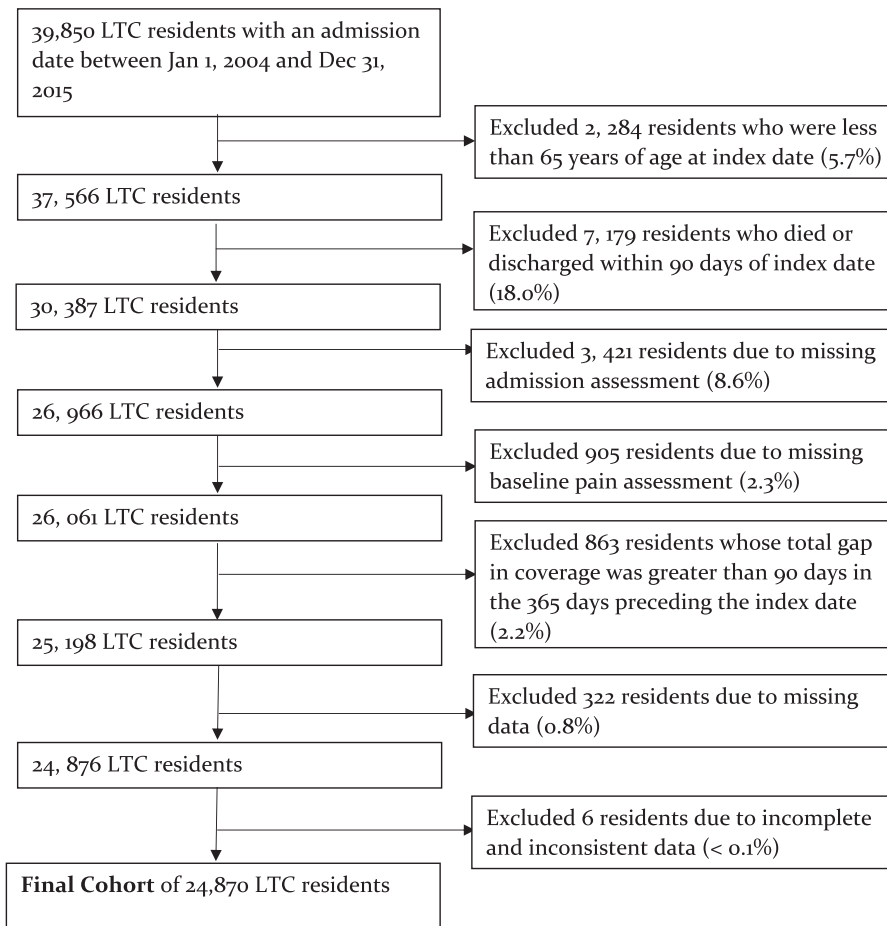 39,850 LTC residents with an admission
date between Jan 1, 2004 and Dec 31,
2015
Excluded 2, 284 residents who were less
than 65 years of age at index date (5.7%)
37, 566 LTC residents
Excluded 7, 179 residents who died or
discharged within 90 days of index date
(18.0%)
30, 387 LTC residents
Excluded 3, 421 residents due to missing
admission assessment (8.6%)
26, 966 LTC residents
Excluded 905 residents due to missing
baseline pain assessment (2.3%)
26, 061 LTC residents
Excluded 863 residents whose total gap
in coverage was greater than 90 days in
the 365 days preceding the index date
(2.2%)
25, 198 LTC residents
Excluded 322 residents due to missing
data (0.8%)
24, 876 LTC residents
Excluded 6 residents due to incomplete
and inconsistent data (< 0.1%)
Final Cohort of 24,870 LTC residents